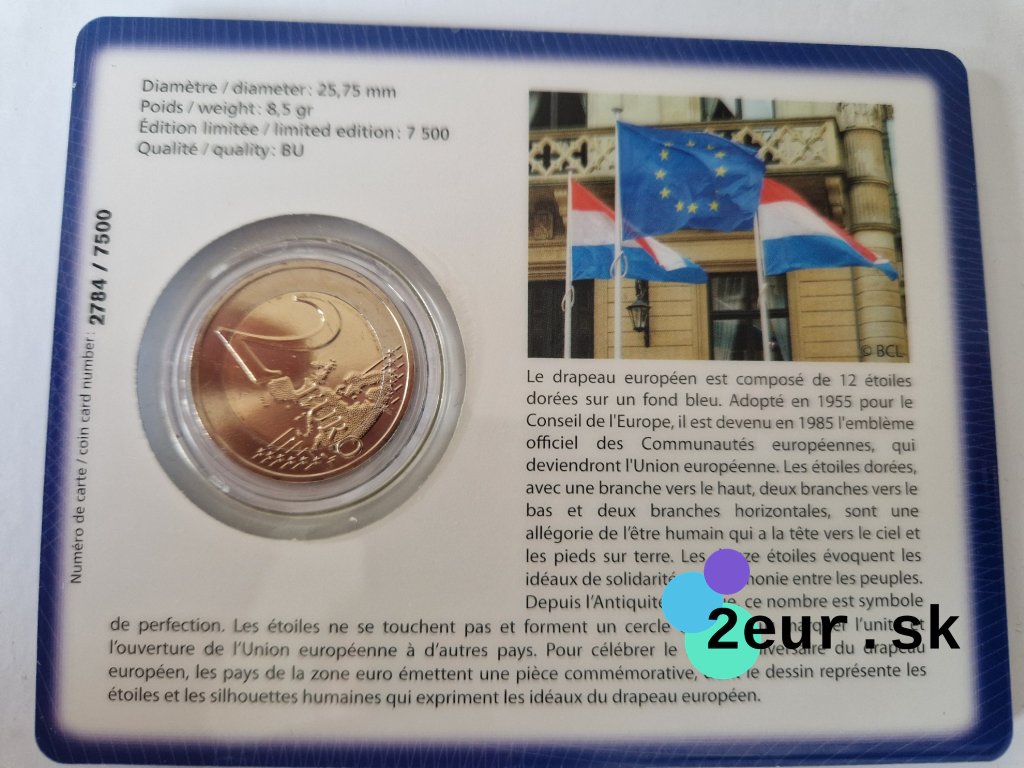 Diamètre / diameter: 25,75 mm
Poids / weight: 8,5 gr
Édition limitée / limited edition: 7 500
Qualité / quality: BU
Numéro de carte / coin card number: 2784 / 7500
2
EURO
© BCL
Le drapeau européen est composé de 12 étoiles
dorées sur un fond bleu. Adopté en 1955 pour le
Conseil de l'Europe, il est devenu en 1985 l'emblème
officiel des Communautés européennes, qui
deviendront l'Union européenne. Les étoiles dorées,
avec une branche vers le haut, deux branches vers le
bas et deux branches horizontales, sont une
allégorie de l'être humain qui a la tête vers le ciel et
les pieds sur terre. Les étoiles évoquent les
idéaux de solidarité entre les peuples.
Depuis l'Antiquité ce nombre est symbole
de perfection. Les étoiles ne se touchent pas et forment un cercle marquer l'unité et
l'ouverture de l'Union européenne à d'autres pays. Pour célébrer le du drapeau
européen, les pays de la zone euro émettent une pièce commémorative, le dessin représente les
étoiles et les silhouettes humaines qui expriment les idéaux du drapeau européen.
2eur.sk